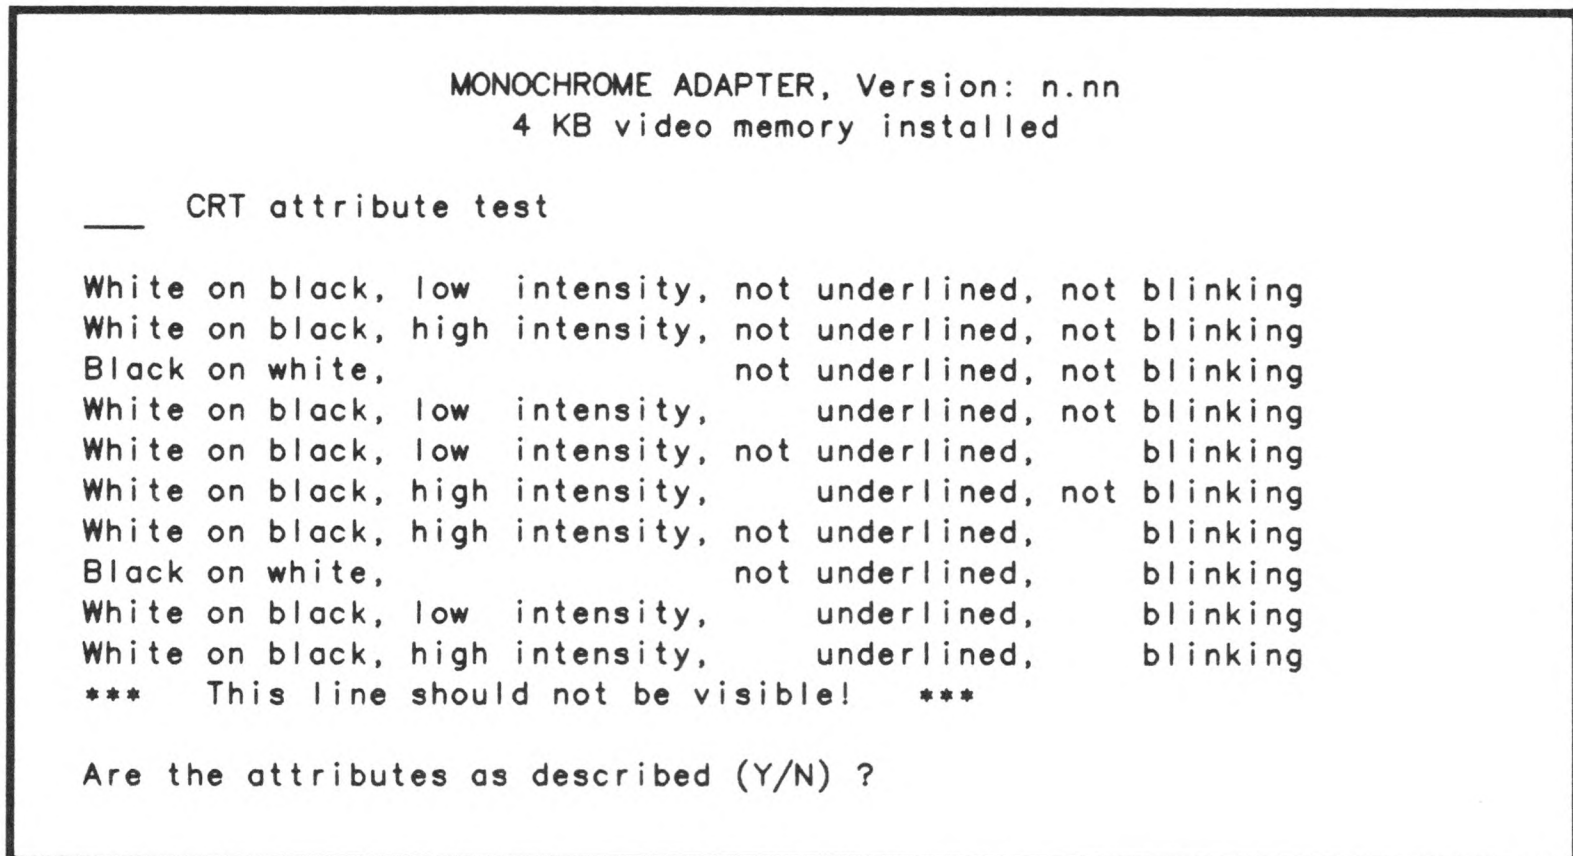 MONOCHROME ADAPTER, Version: n.nn
4 KB video memory installed
___ CRT attribute test
White on black, low  intensity, not underlined, not blinking
White on black, high intensity, not underlined, not blinking
Black on white,                 not underlined, not blinking
White on black, low  intensity,     underlined, not blinking
White on black, low  intensity, not underlined,     blinking
White on black, high intensity,     underlined, not blinking
White on black, high intensity, not underlined,     blinking
Black on white,                 not underlined,     blinking
White on black, low  intensity,     underlined,     blinking
White on black, high intensity,     underlined,     blinking
***   This line should not be visible!   ***
Are the attributes as described (Y/N) ?